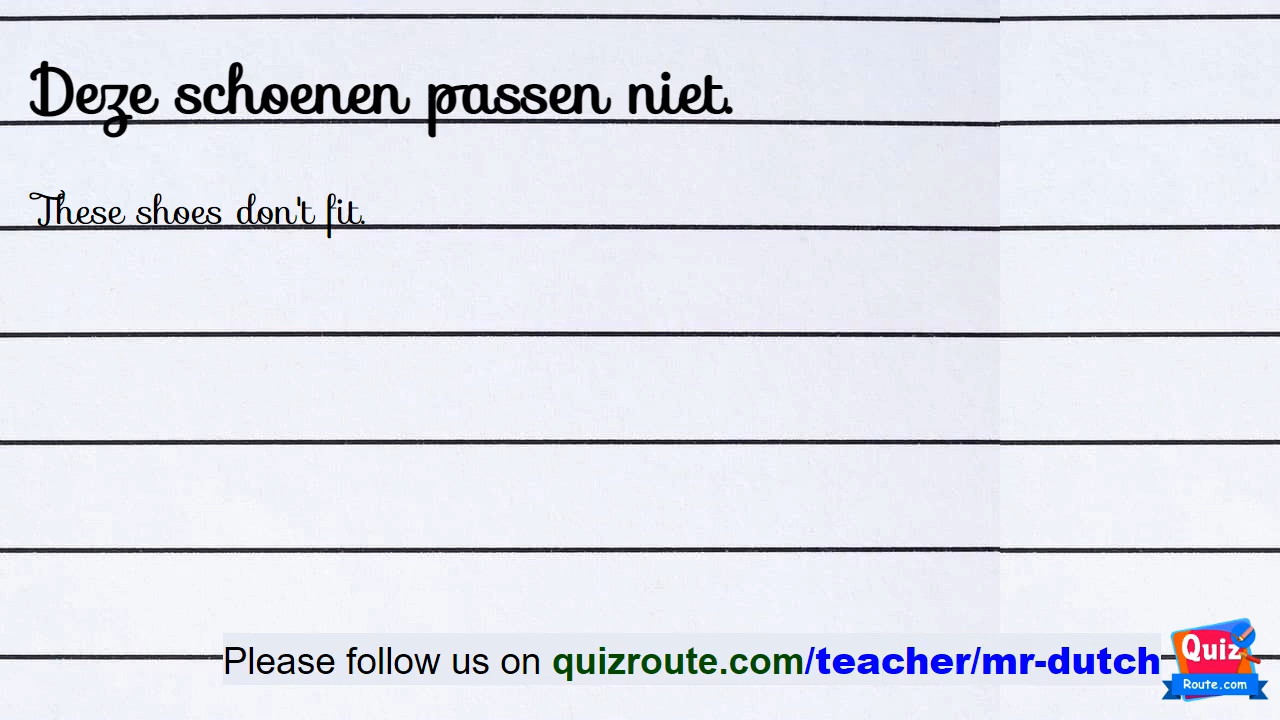 Deze schoenen passen niet.
These shoes don't fit.
Please follow us on quizroute.com/teacher/mr-dutch
Quiz
Route.com